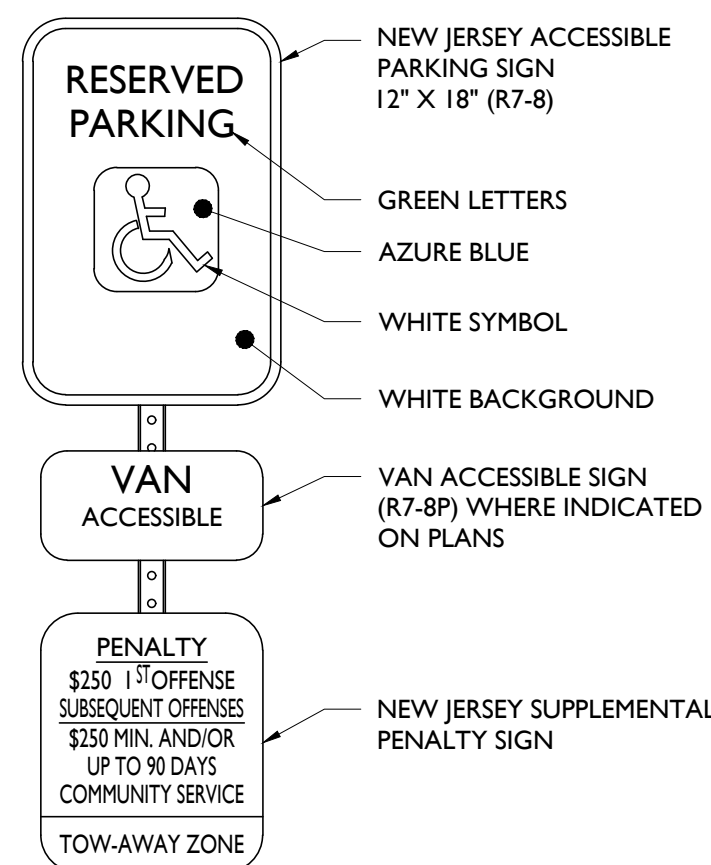 RESERVED
PARKING
NEW JERSEY ACCESSIBLE
PARKING SIGN
12" X 18" (R7-8)
GREEN LETTERS
AZURE BLUE
WHITE SYMBOL
WHITE BACKGROUND
VAN
ACCESSIBLE
VAN ACCESSIBLE SIGN
(R7-8P) WHERE INDICATED
ON PLANS
PENALTY
$250 1ST OFFENSE
SUBSEQUENT OFFENSES
$250 MIN. AND/OR
UP TO 90 DAYS
COMMUNITY SERVICE
TOW-AWAY ZONE
NEW JERSEY SUPPLEMENTAL
PENALTY SIGN